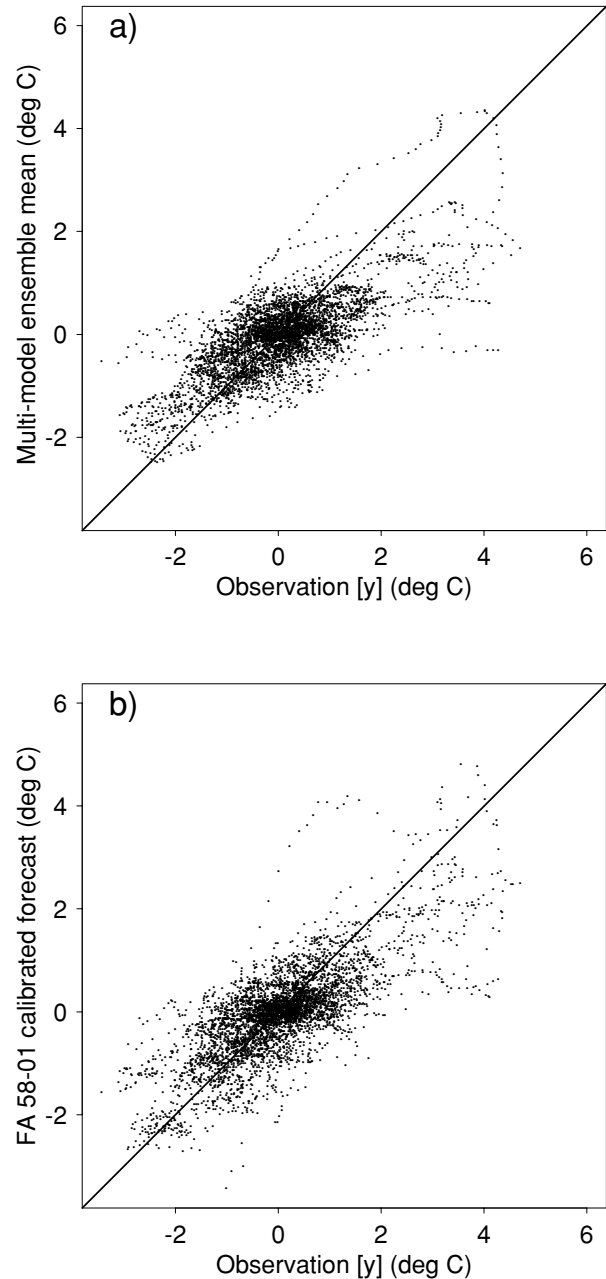 a)
6
4
2
0
-2
Multi-model ensemble mean (deg C)
-2 0 2 4 6
Observation [y] (deg C)
b)
6
4
2
0
-2
FA 58-01 calibrated forecast (deg C)
-2 0 2 4 6
Observation [y] (deg C)